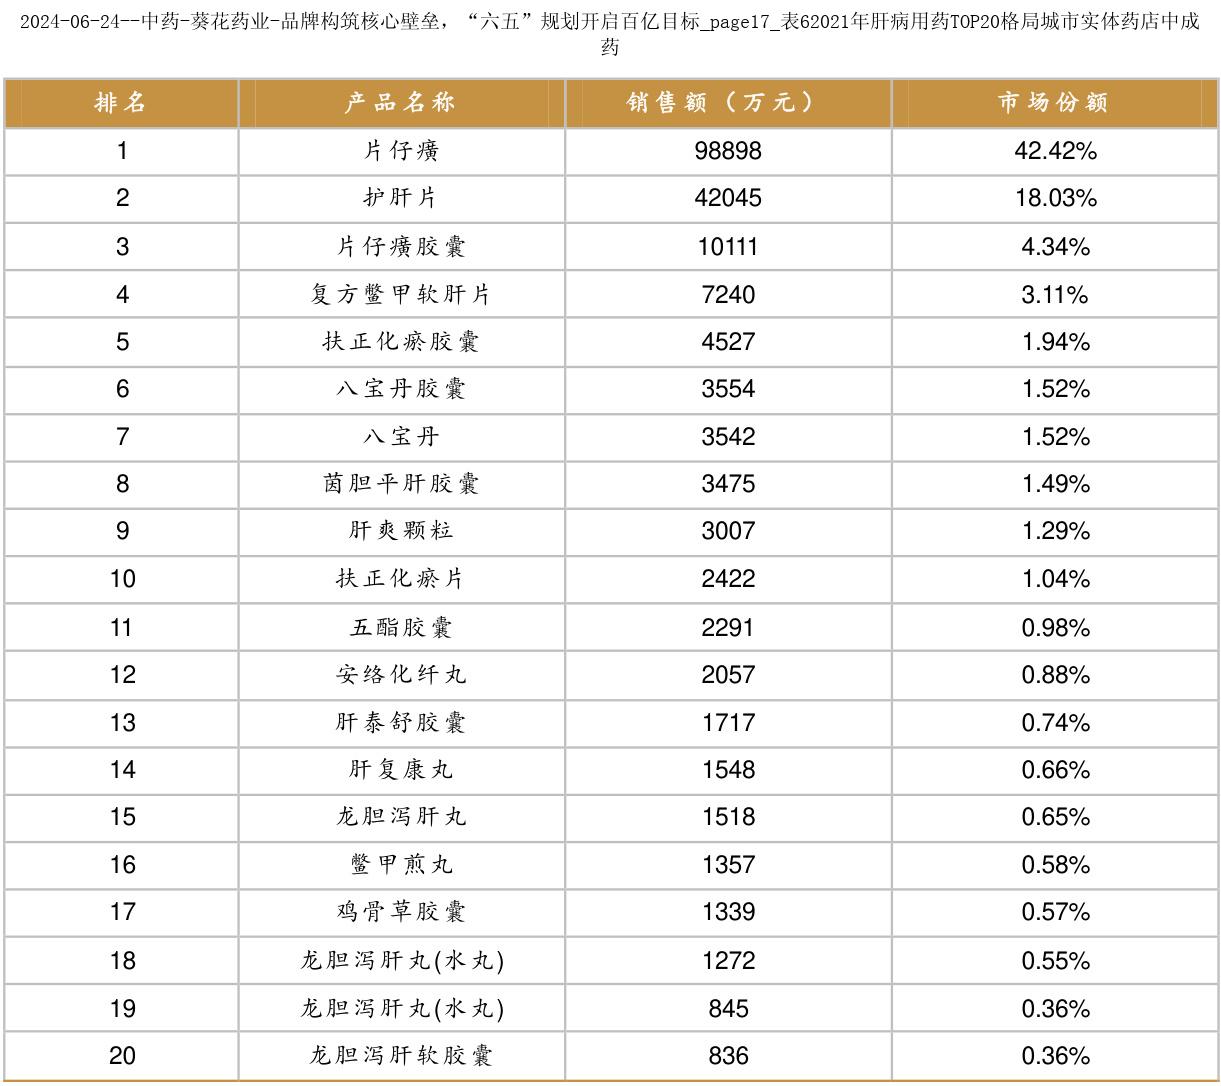 2024-06-24--中药-葵花药业-品牌构筑核心壁垒，“六五”规划开启百亿目标_page17_表62021年肝病用药TOP20格局城市实体药店中成
药
排名 产品名称 销售额（万元） 市场份额
1 片仔癀 98898 42.42%
2 护肝片 42045 18.03%
3 片仔癀胶囊 10111 4.34%
4 复方鳖甲软肝片 7240 3.11%
5 扶正化瘀胶囊 4527 1.94%
6 八宝丹胶囊 3554 1.52%
7 八宝丹 3542 1.52%
8 茵胆平肝胶囊 3475 1.49%
9 肝爽颗粒 3007 1.29%
10 扶正化瘀片 2422 1.04%
11 五酯胶囊 2291 0.98%
12 安络化纤丸 2057 0.88%
13 肝泰舒胶囊 1717 0.74%
14 肝复康丸 1548 0.66%
15 龙胆泻肝丸 1518 0.65%
16 鳖甲煎丸 1357 0.58%
17 鸡骨草胶囊 1339 0.57%
18 龙胆泻肝丸(水丸) 1272 0.55%
19 龙胆泻肝丸(水丸) 845 0.36%
20 龙胆泻肝软胶囊 836 0.36%